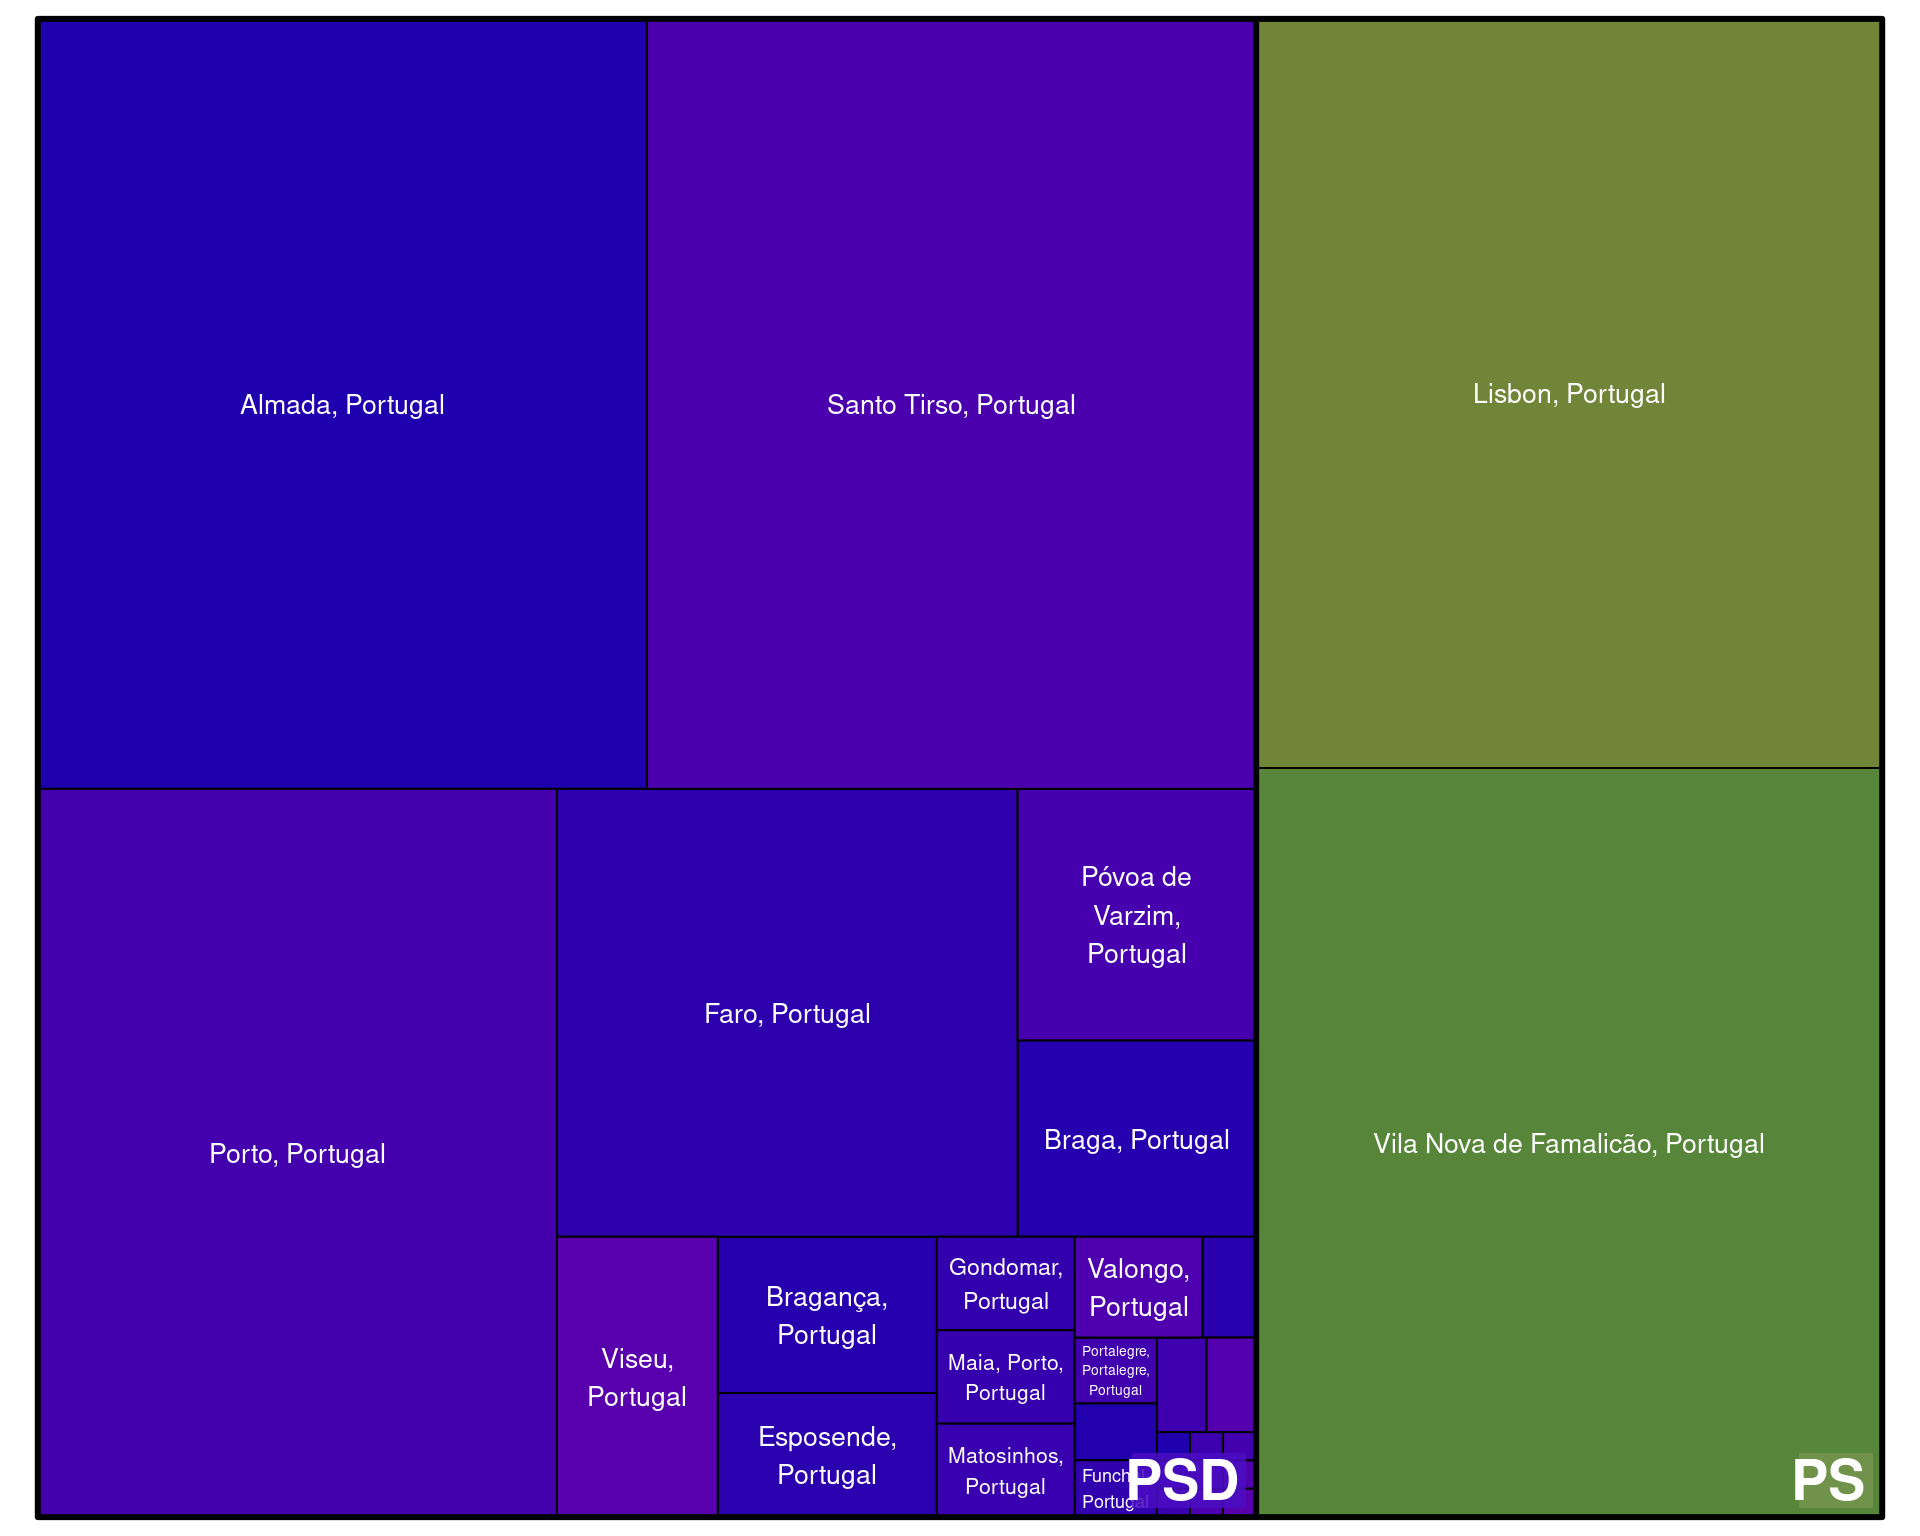 Almada, Portugal
Santo Tirso, Portugal
Lisbon, Portugal
Porto, Portugal
Faro, Portugal
Póvoa de
Varzim,
Portugal
Braga, Portugal
Vila Nova de Famalicão, Portugal
Viseu,
Portugal
Bragança,
Portugal
Esposende,
Portugal
Gondomar,
Portugal
Maia, Porto,
Portugal
Matosinhos,
Portugal
Valongo,
Portugal
Portalegre,
Portalegre,
Portugal
Portugal
PSD
PS